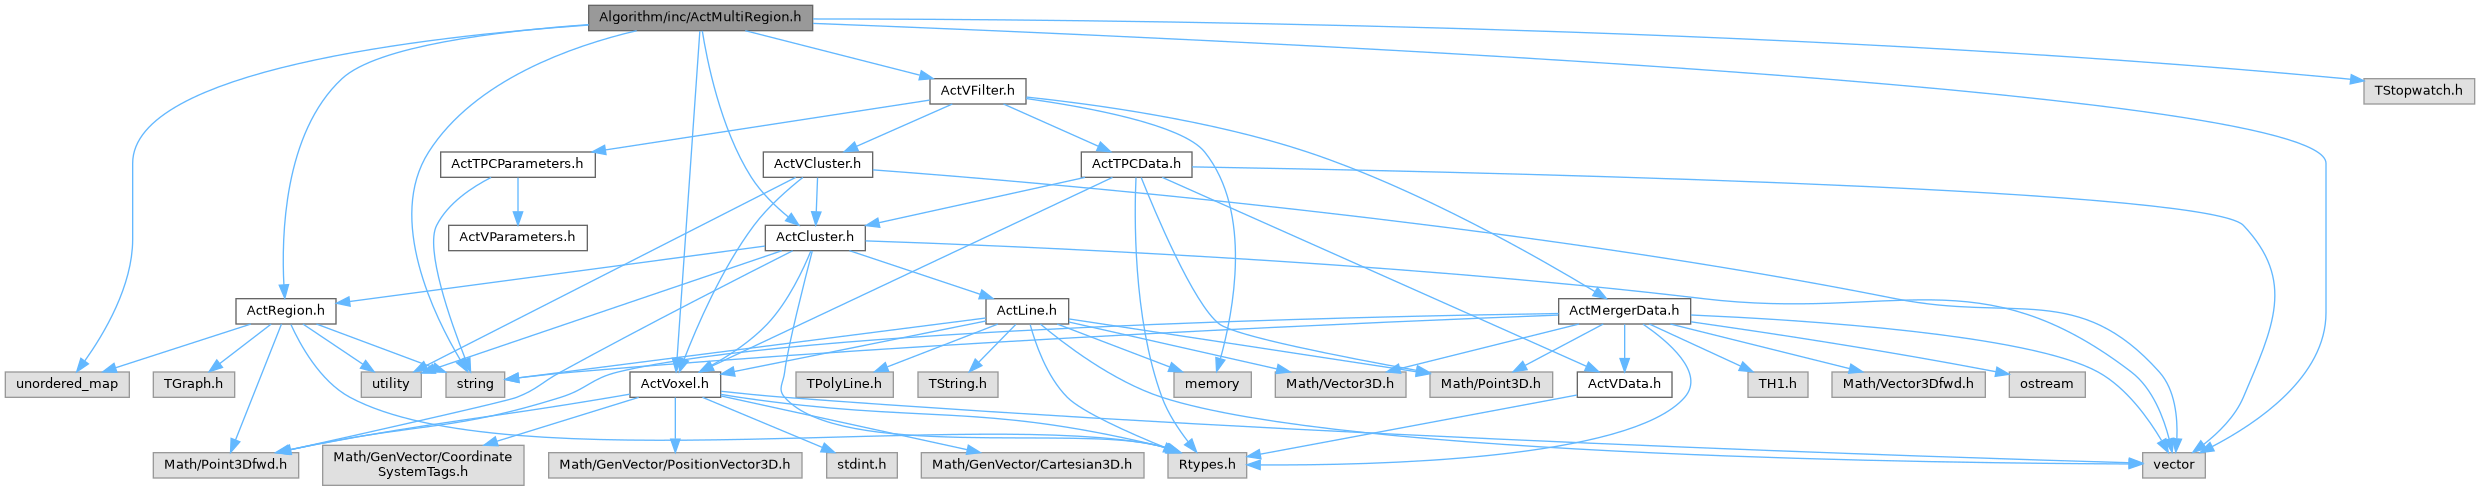 Algorithm/inc/ActMultiRegion.h
ActVFilter.h
TStopwatch.h
ActTPCParameters.h
ActVCluster.h
ActTPCData.h
ActVParameters.h
ActCluster.h
ActRegion.h
ActLine.h
ActMergerData.h
unordered_map
TGraph.h
utility
string
ActVoxel.h
TPolyLine.h
TString.h
memory
Math/Vector3D.h
Math/Point3D.h
ActVData.h
TH1.h
Math/Vector3Dfwd.h
ostream
Math/Point3Dfwd.h
Math/GenVector/Coordinate
SystemTags.h
Math/GenVector/PositionVector3D.h
stdint.h
Math/GenVector/Cartesian3D.h
Rtypes.h
vector